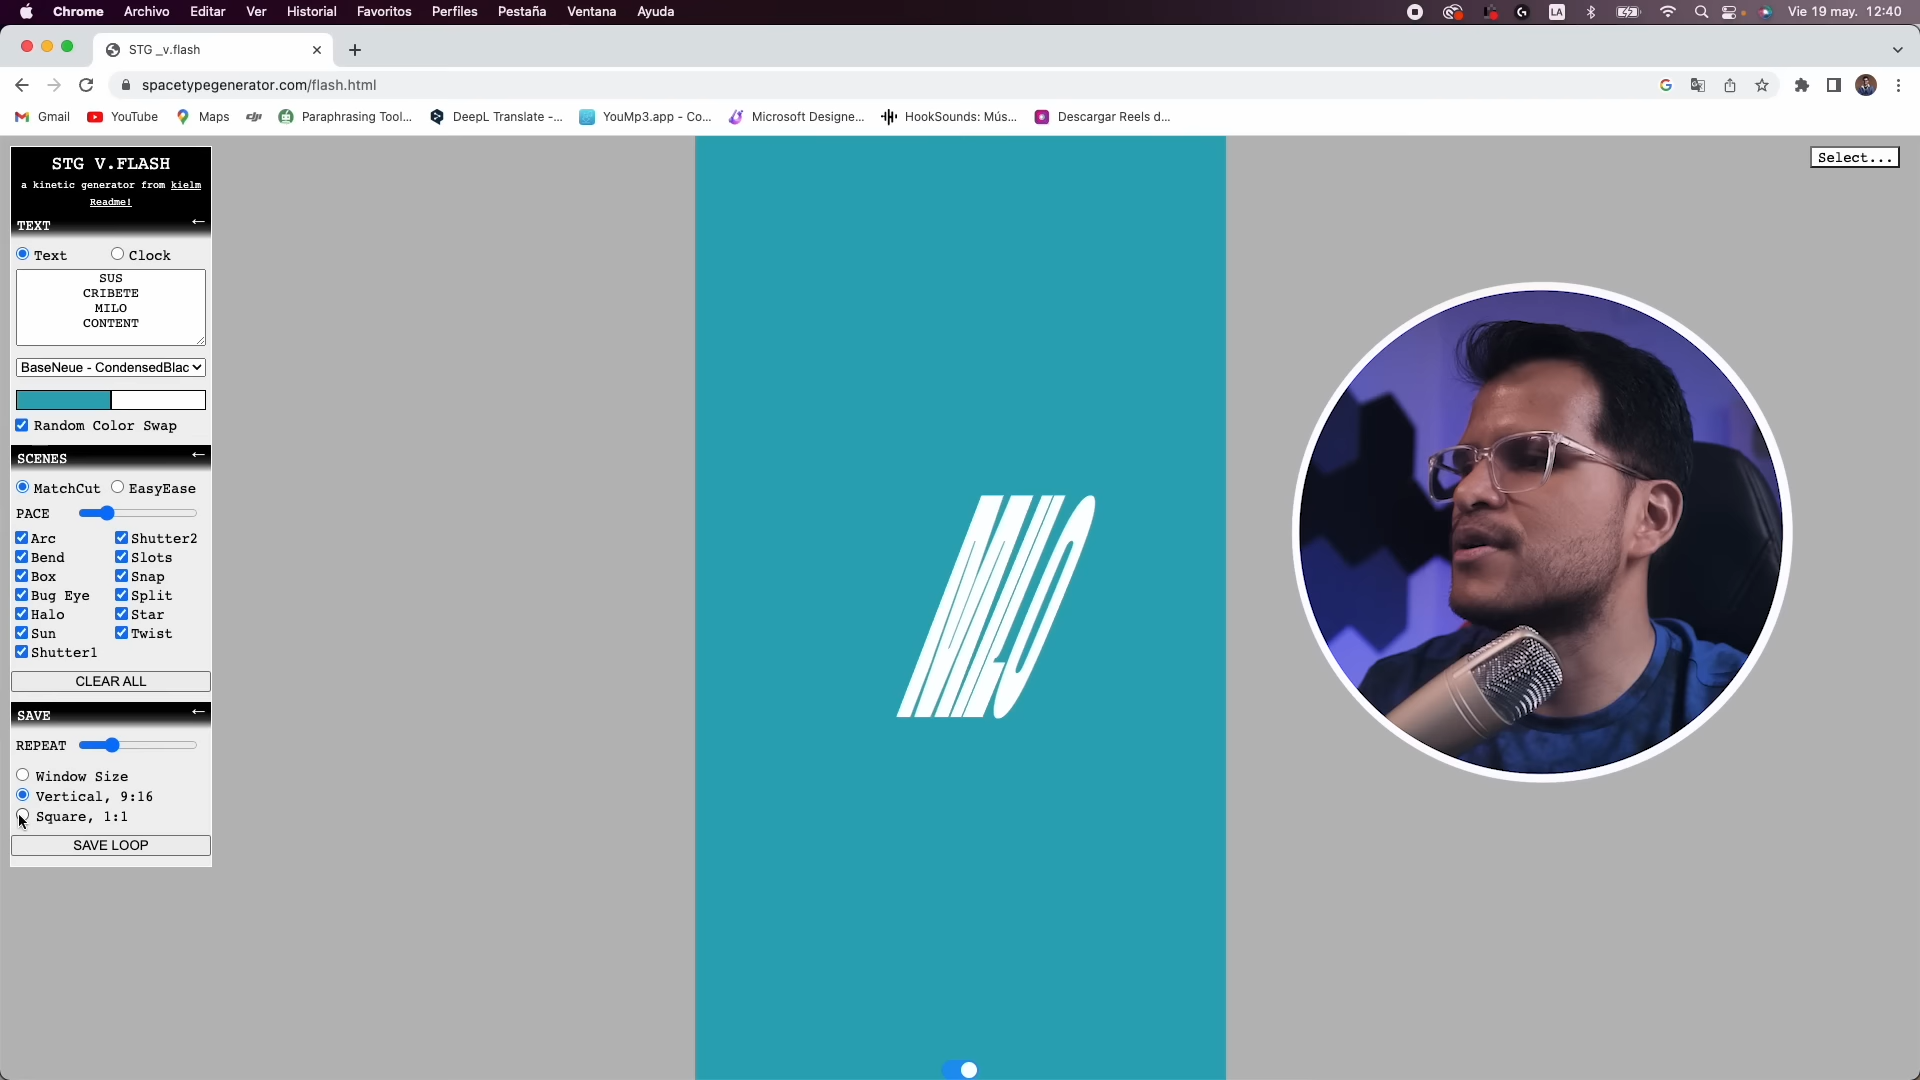 Chrome Archivo Editar Ver Historial Favoritos Perfiles Pestaña Ventana Ayuda
LA
Vie 19 may. 12:40
STG _v.flash
spacetypegenerator.com/flash.html
Gmail YouTube Maps dji Paraphrasing Tool... DeepL Translate -... YouMp3.app - Co... Microsoft Designe... HookSounds: Mús... Descargar Reels d...
STG V.FLASH
a kinetic generator from kielm
Readme!
TEXT
Text Clock
SUS
CRIBETE
MILO
CONTENT
BaseNeue - CondensedBlac
Random Color Swap
SCENES
MatchCut EasyEase
PACE
Arc Shutter2
Bend Slots
Box Snap
Bug Eye Split
Halo Star
Sun Twist
Shutter1
CLEAR ALL
SAVE
REPEAT
Window Size
Vertical, 9:16
Square, 1:1
SAVE LOOP
MILO
Select...